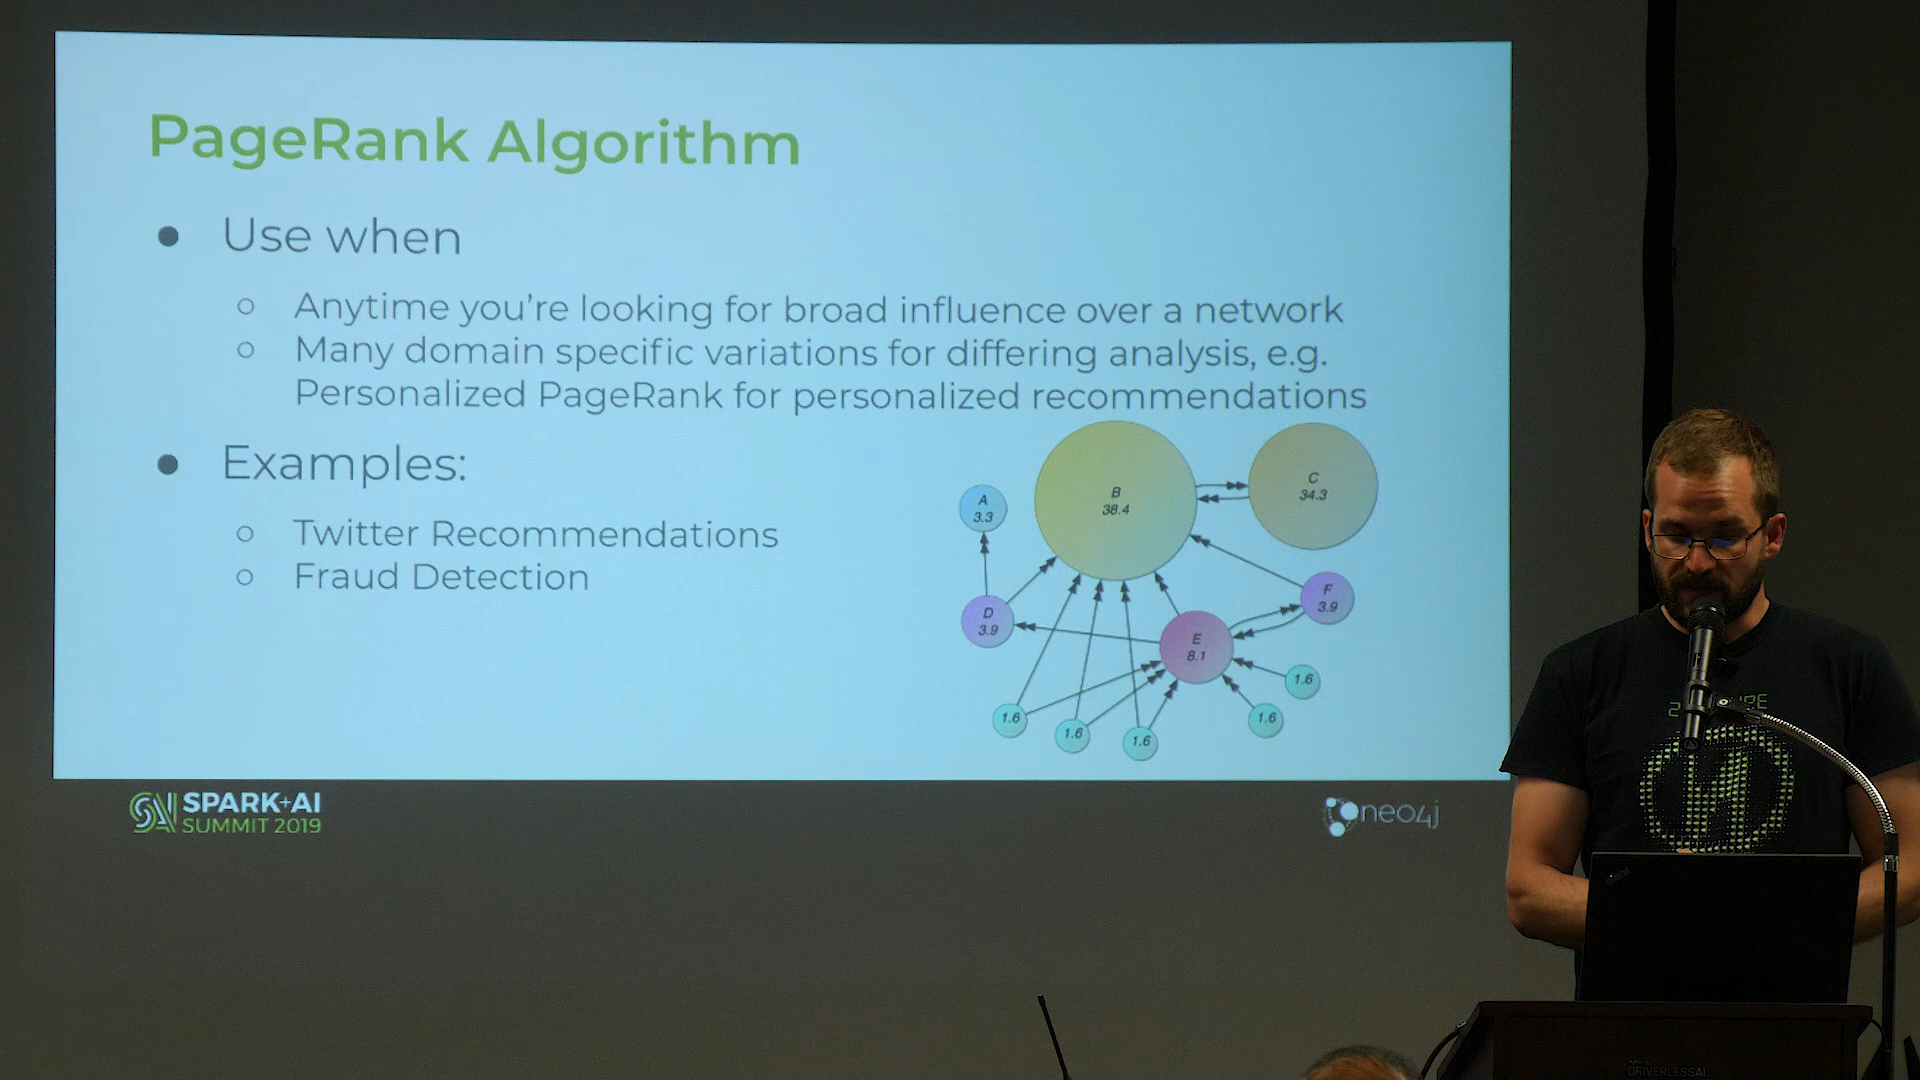 PageRank Algorithm
● Use when
○ Anytime you're looking for broad influence over a network
○ Many domain specific variations for differing analysis, e.g.
Personalized PageRank for personalized recommendations
● Examples:
○ Twitter Recommendations
○ Fraud Detection
A
3.3
B
38.4
C
34.3
D
3.9
E
8.1
F
3.9
1.6
1.6
1.6
1.6
1.6
SPARK+AI
SUMMIT 2019
neo4j
DRIVERLESSAI